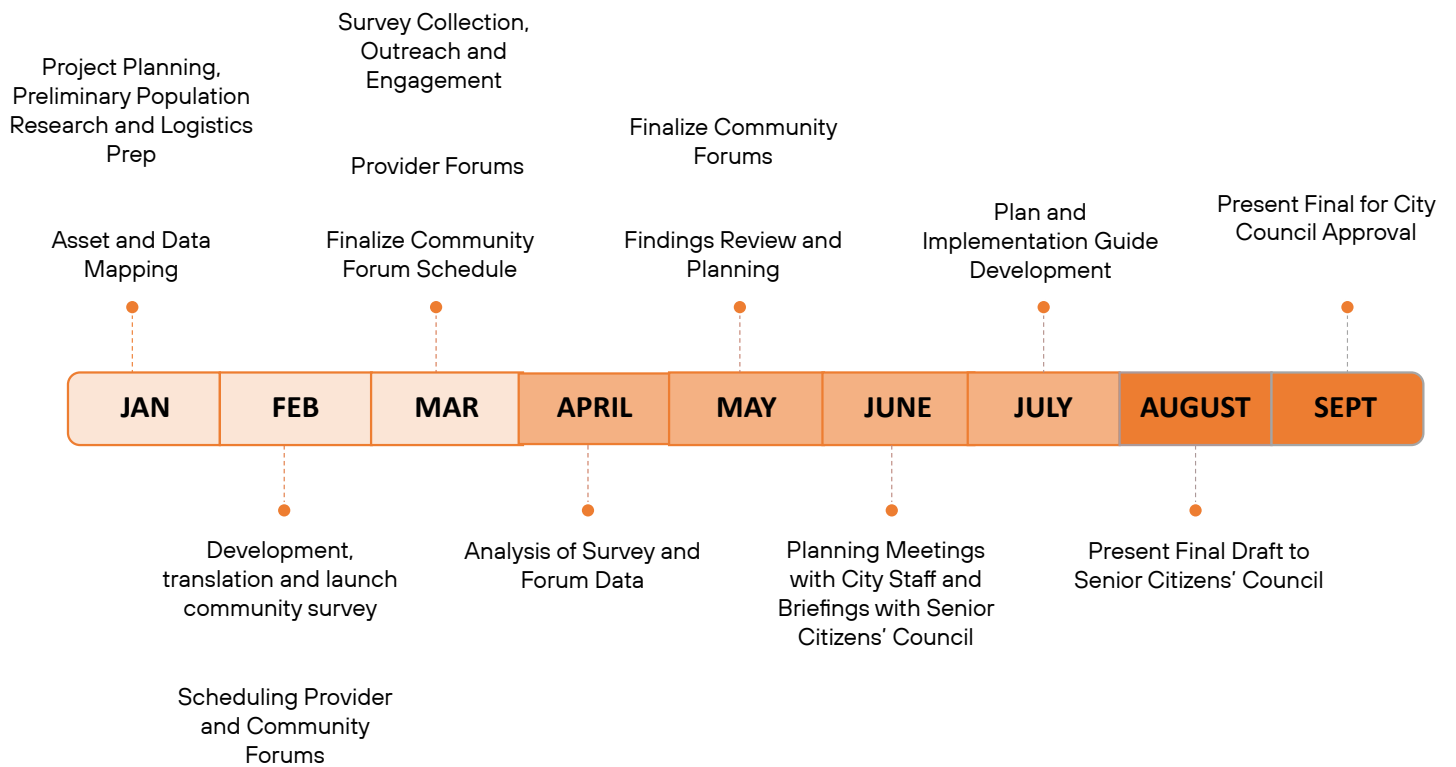 Project Planning,
Preliminary Population
Research and Logistics
Prep
Asset and Data
Mapping
Survey Collection,
Outreach and
Engagement
Provider Forums
Finalize Community
Forum Schedule
Finalize Community
Forums
Findings Review and
Planning
Plan and
Implementation Guide
Development
Present Final for City
Council Approval
JAN
FEB
MAR
APRIL
MAY
JUNE
JULY
AUGUST
SEPT
Development,
translation and launch
community survey
Scheduling Provider
and Community
Forums
Analysis of Survey and
Forum Data
Planning Meetings
with City Staff and
Briefings with Senior
Citizens’ Council
Present Final Draft to
Senior Citizens’ Council